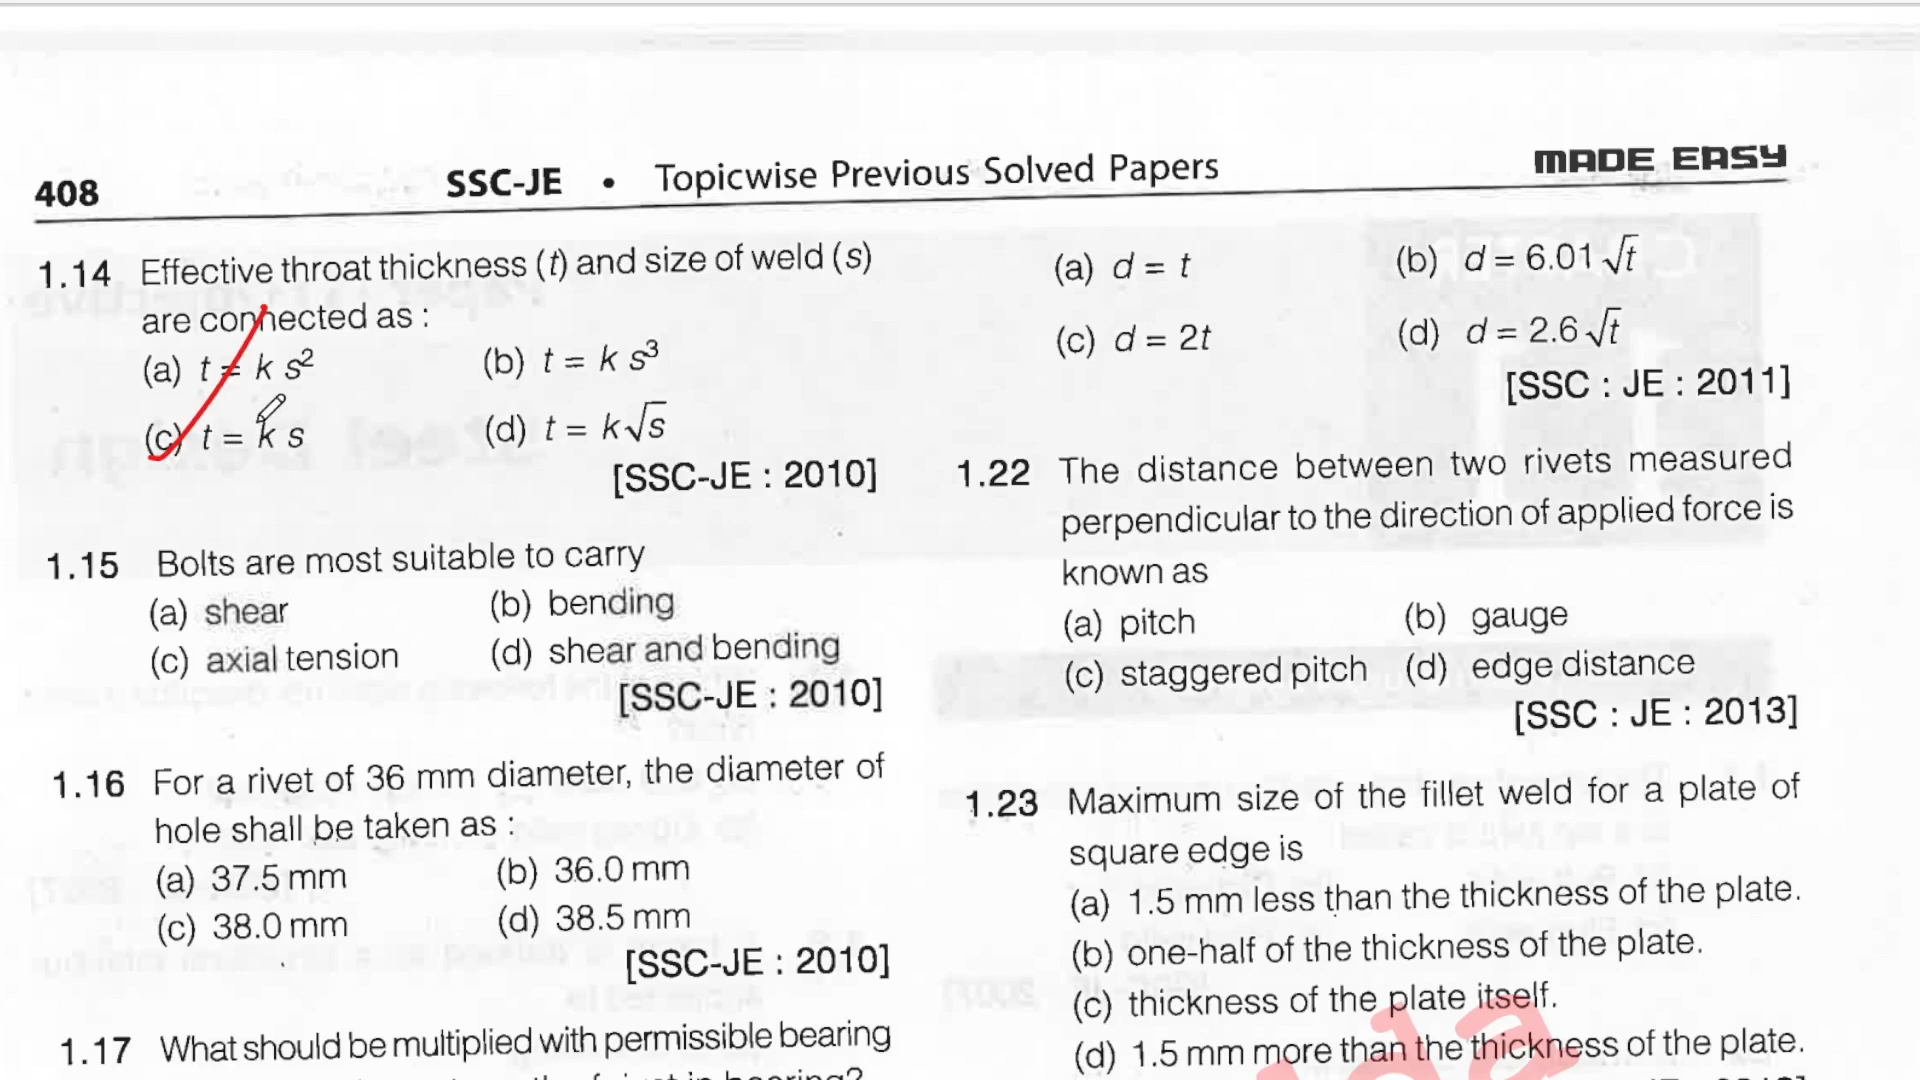 408 SSC-JE • Topicwise Previous Solved Papers MADE EASY
1.14 Effective throat thickness (t) and size of weld (s)
are connected as :
(a) t = k s² (b) t = k s³
(c) t = k s (d) t = k√s
[SSC-JE : 2010]
1.15 Bolts are most suitable to carry
(a) shear (b) bending
(c) axial tension (d) shear and bending
[SSC-JE : 2010]
1.16 For a rivet of 36 mm diameter, the diameter of
hole shall be taken as :
(a) 37.5 mm (b) 36.0 mm
(c) 38.0 mm (d) 38.5 mm
[SSC-JE : 2010]
1.17 What should be multiplied with permissible bearing
(a) d = t (b) d = 6.01 √t
(c) d = 2t (d) d = 2.6 √t
[SSC : JE : 2011]
1.22 The distance between two rivets measured
perpendicular to the direction of applied force is
known as
(a) pitch (b) gauge
(c) staggered pitch (d) edge distance
[SSC : JE : 2013]
1.23 Maximum size of the fillet weld for a plate of
square edge is
(a) 1.5 mm less than the thickness of the plate.
(b) one-half of the thickness of the plate.
(c) thickness of the plate itself.
(d) 1.5 mm more than the thickness of the plate.